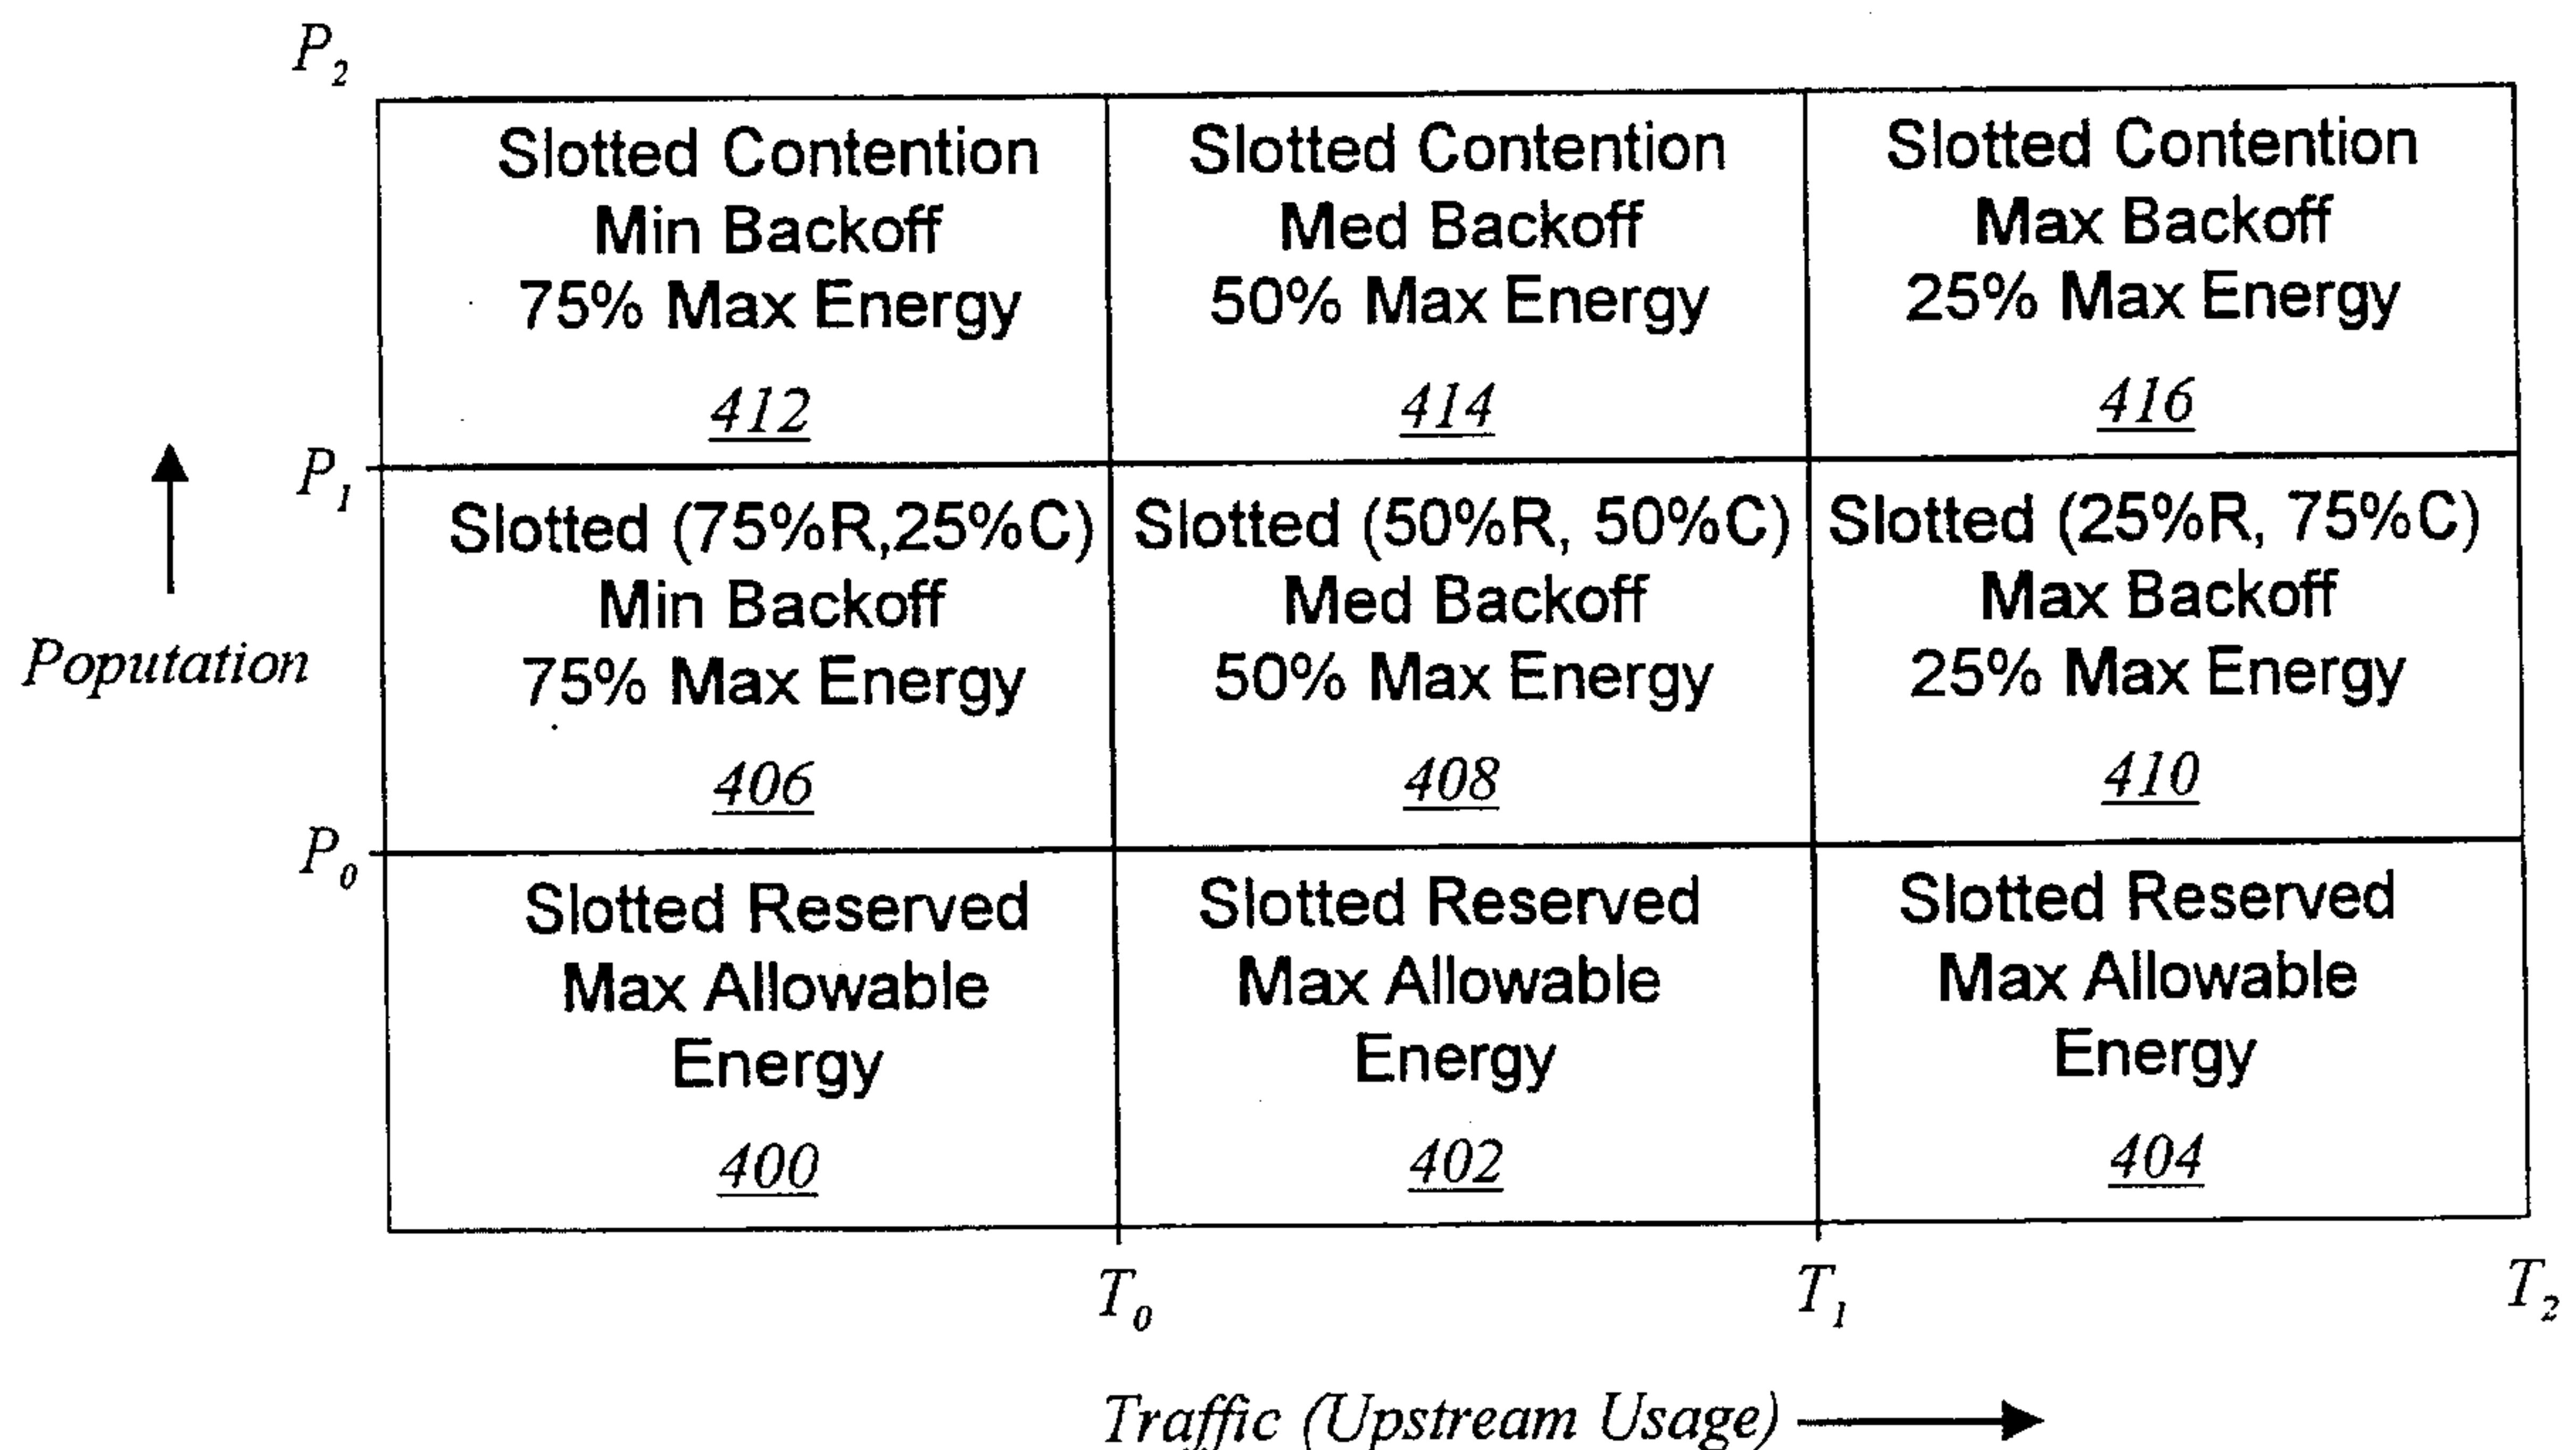 P2
Slotted Contention
Min Backoff
75% Max Energy
412
Slotted Contention
Med Backoff
50% Max Energy
414
Slotted Contention
Max Backoff
25% Max Energy
416
P1
Slotted (75%R,25%C)
Min Backoff
75% Max Energy
406
Slotted (50%R, 50%C)
Med Backoff
50% Max Energy
408
Slotted (25%R, 75%C)
Max Backoff
25% Max Energy
410
Poputation
P0
Slotted Reserved
Max Allowable
Energy
400
Slotted Reserved
Max Allowable
Energy
402
Slotted Reserved
Max Allowable
Energy
404
T0
T1
T2
Traffic (Upstream Usage)